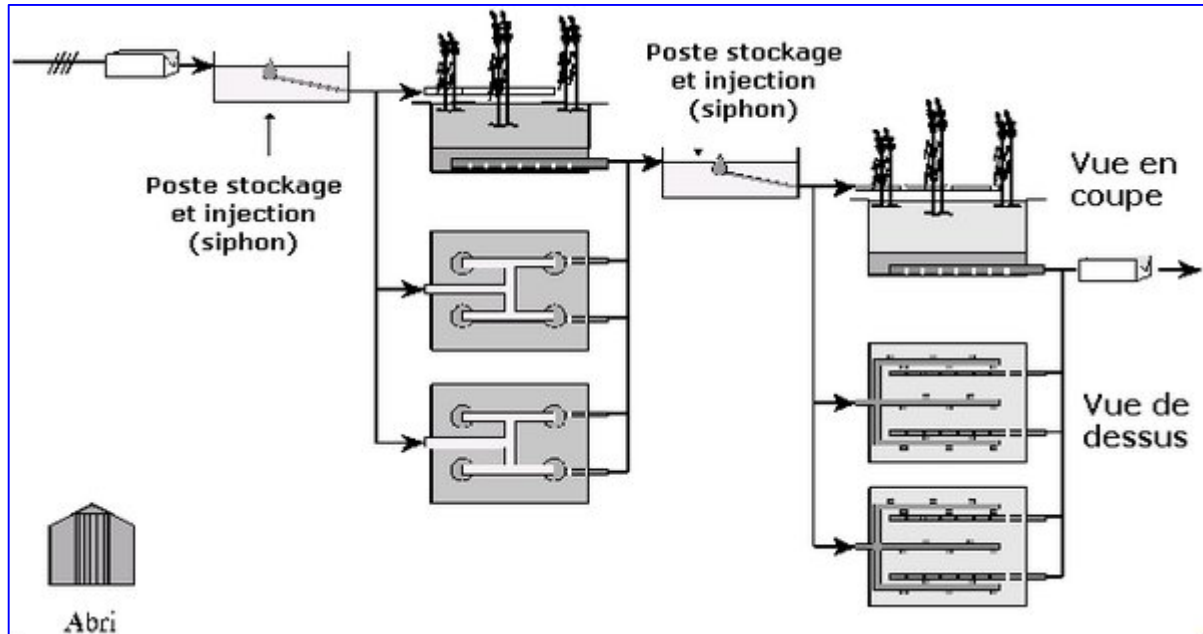 Poste stockage
et injection
(siphon)
Poste stockage
et injection
(siphon)
Vue en
coupe
Vue de
dessus
Abri